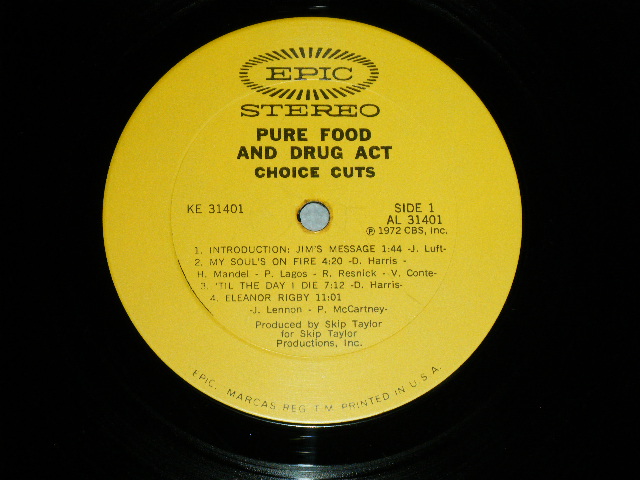 EPIC
STEREO
PURE FOOD
AND DRUG ACT
CHOICE CUTS
KE 31401
SIDE 1
AL 31401
℗ 1972 CBS, Inc.
1. INTRODUCTION: JIM'S MESSAGE 1:44 -J. Luft-
2. MY SOUL'S ON FIRE 4:20 -D. Harris -
H. Mandel - P. Lagos - R. Resnick - V. Conte-
3. 'TIL THE DAY I DIE 7:12 -D. Harris-
4. ELEANOR RIGBY 11:01
-J. Lennon - P. McCartney-
Produced by Skip Taylor
for Skip Taylor
Productions, Inc.
EPIC, MARCAS REG. T.M. PRINTED IN U.S.A.